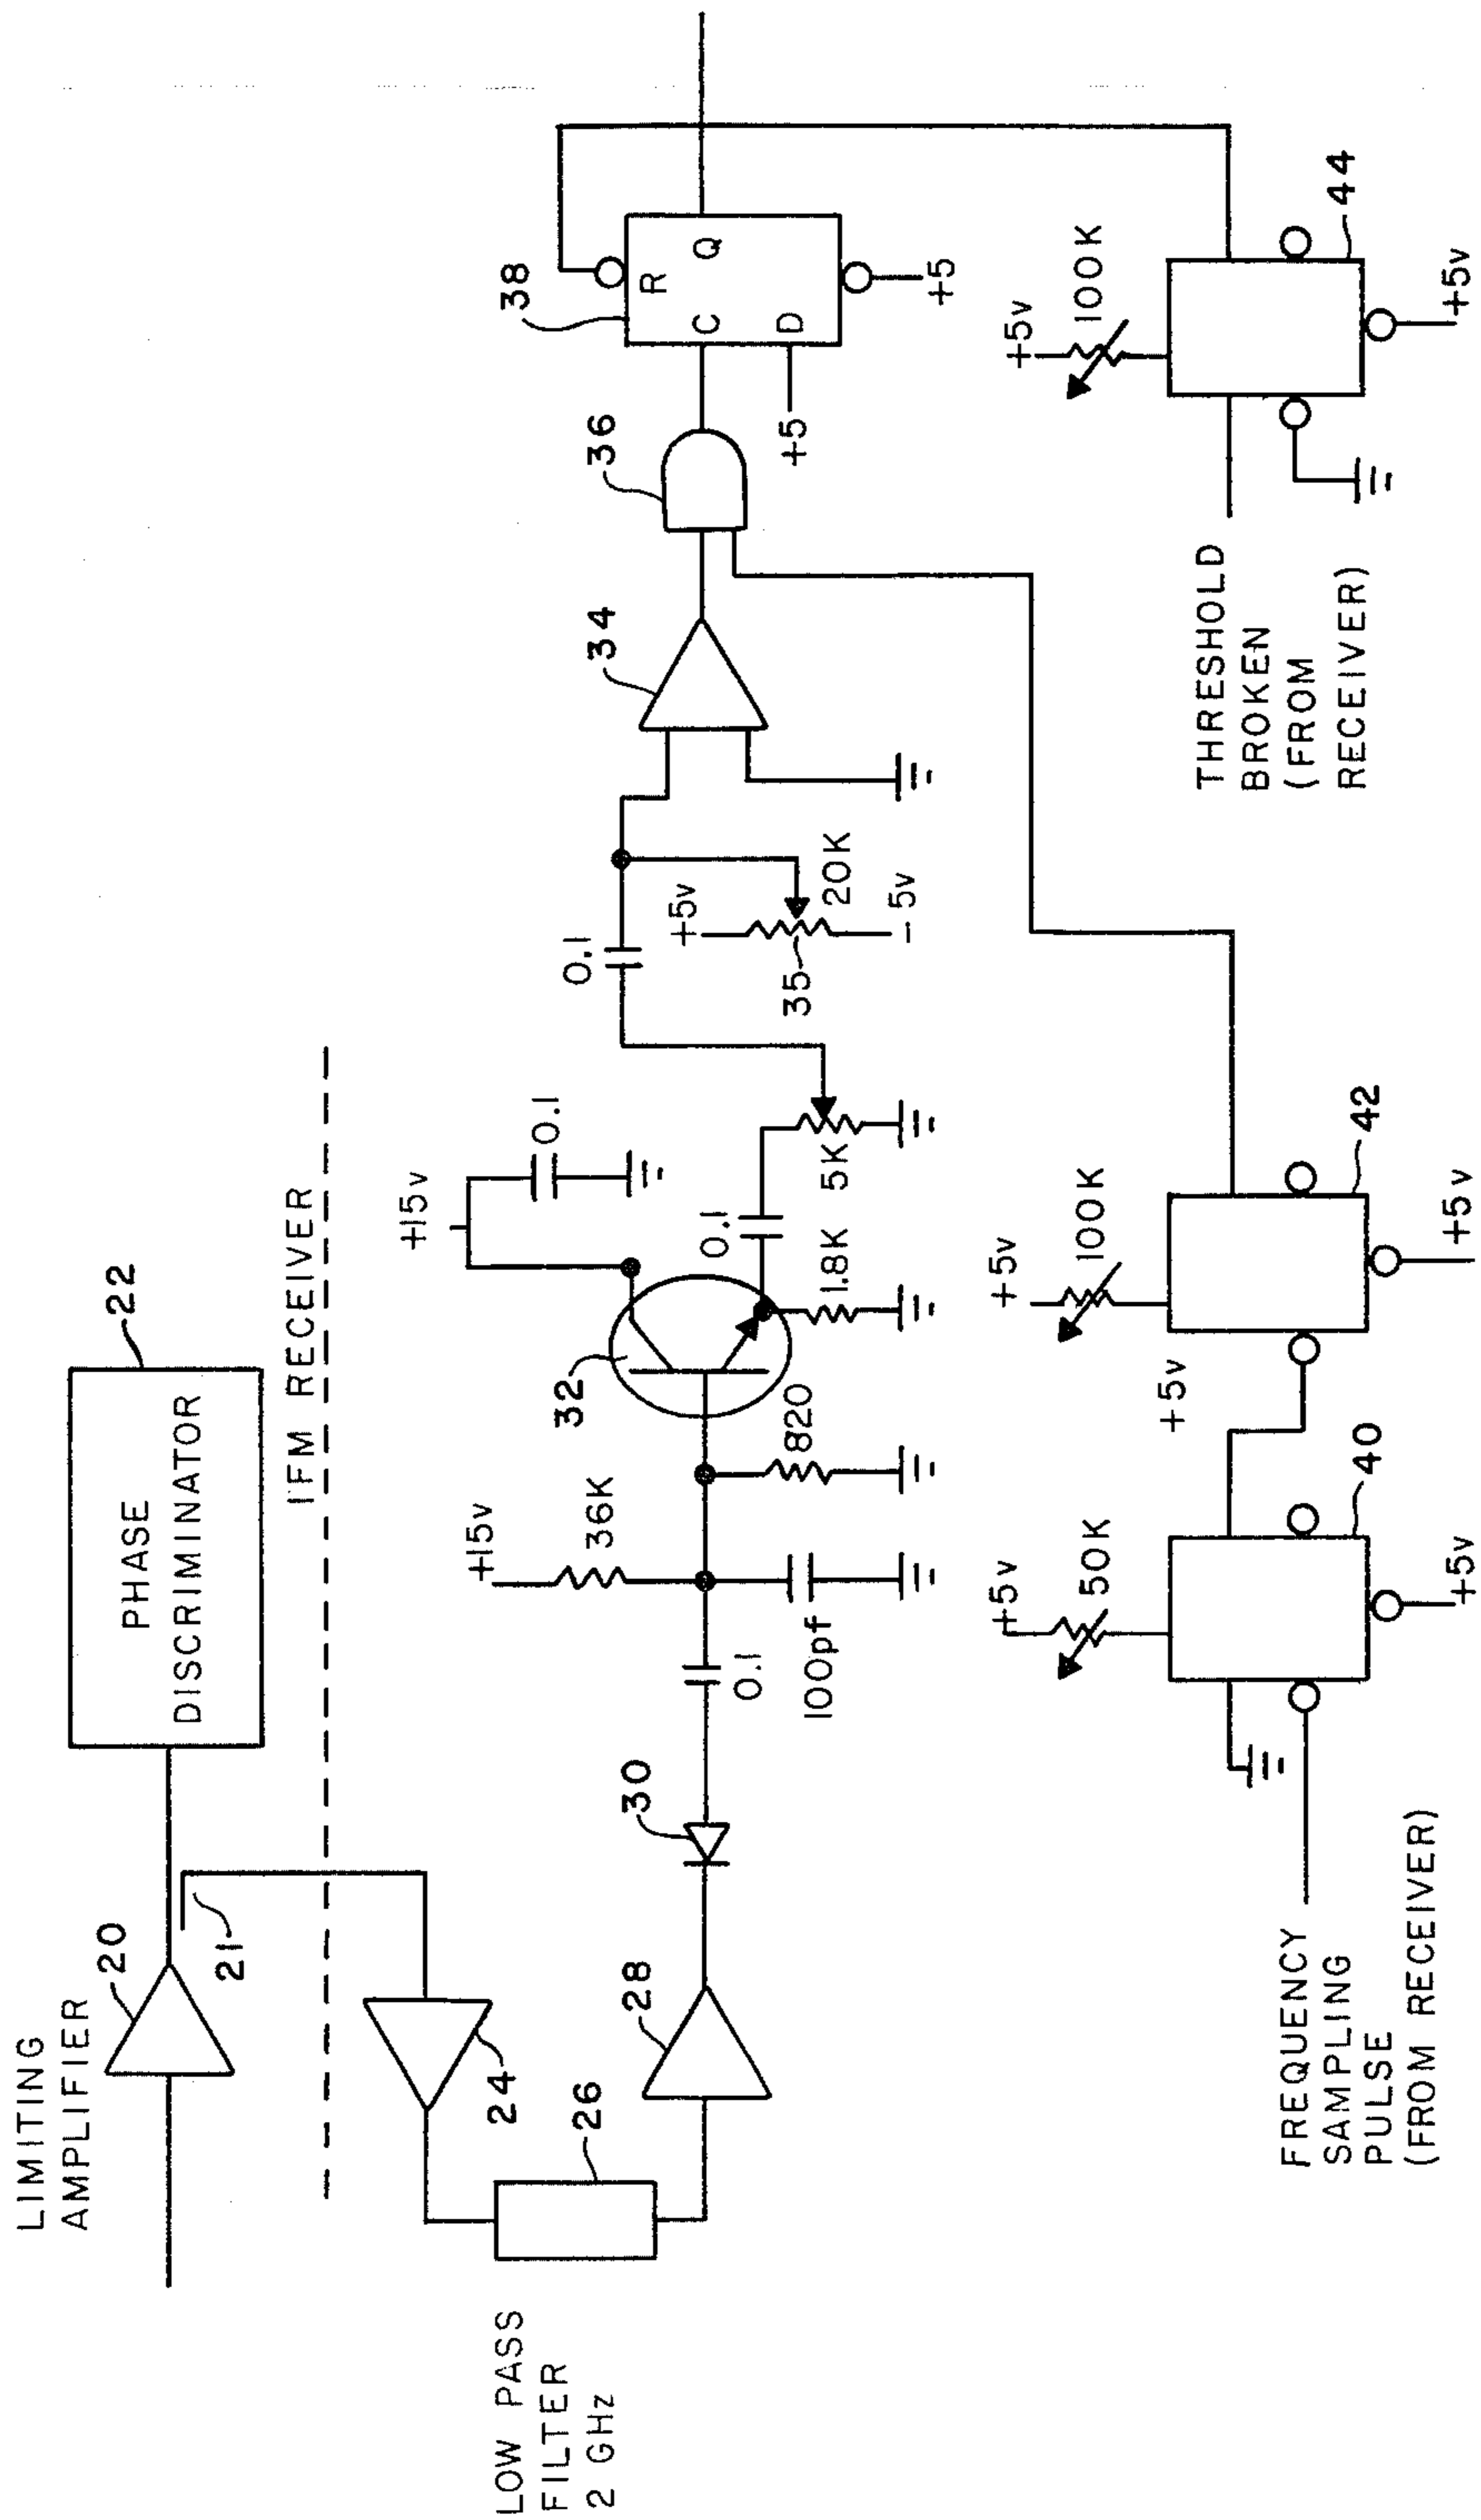 LIMITING
AMPLIFIER
20
21
PHASE
DISCRIMINATOR
22
IFM RECEIVER
LOW PASS
FILTER
2 GHz
24
26
28
30
0.1
+15v
36K
100pf
820
32
+15v
0.1
1.8K
0.1
5K
0.1
+5v
35
20K
-5v
34
36
38
R
C
Q
D
+5
+5
FREQUENCY
SAMPLING
PULSE
(FROM RECEIVER)
+5v
50K
40
+5v
+5v
+5v
100K
42
+5v
THRESHOLD
BROKEN
(FROM
RECEIVER)
+5v
100K
44
+5v